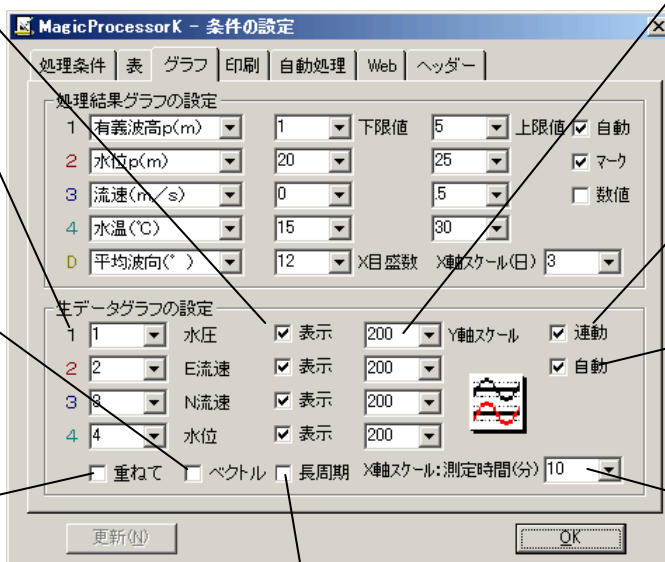 MagicProcessorK - 条件の設定
処理条件 表 グラフ 印刷 自動処理 Web ヘッダー
処理結果グラフの設定
1 有義波高p(m) 1 下限値 5 上限値 自動
2 水位p(m) 20 25 マーク
3 流速(m/s) 0 .5 数値
4 水温(℃) 15 30
D 平均波向(°) 12 X目盛数 X軸スケール(日) 3
生データグラフの設定
1 1 水圧 表示 200 Y軸スケール 連動
2 2 E流速 表示 200 自動
3 3 N流速 表示 200
4 4 水位 表示 200
重ねて ベクトル 長周期 X軸スケール:測定時間(分) 10
更新(N) OK